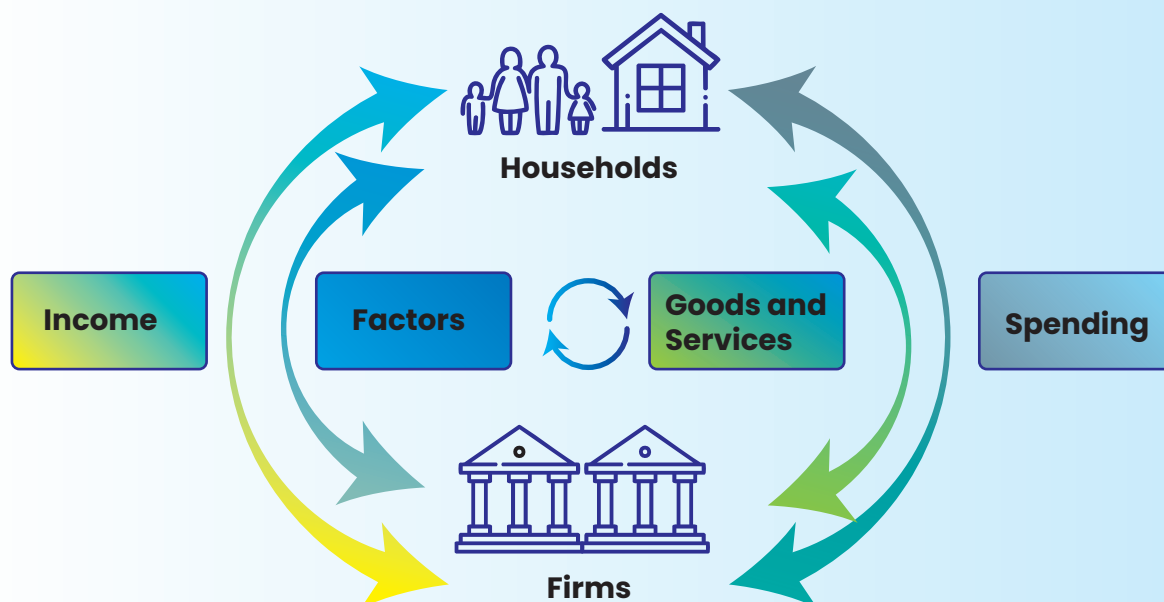 Households
Income
Factors
Goods and
Services
Spending
Firms